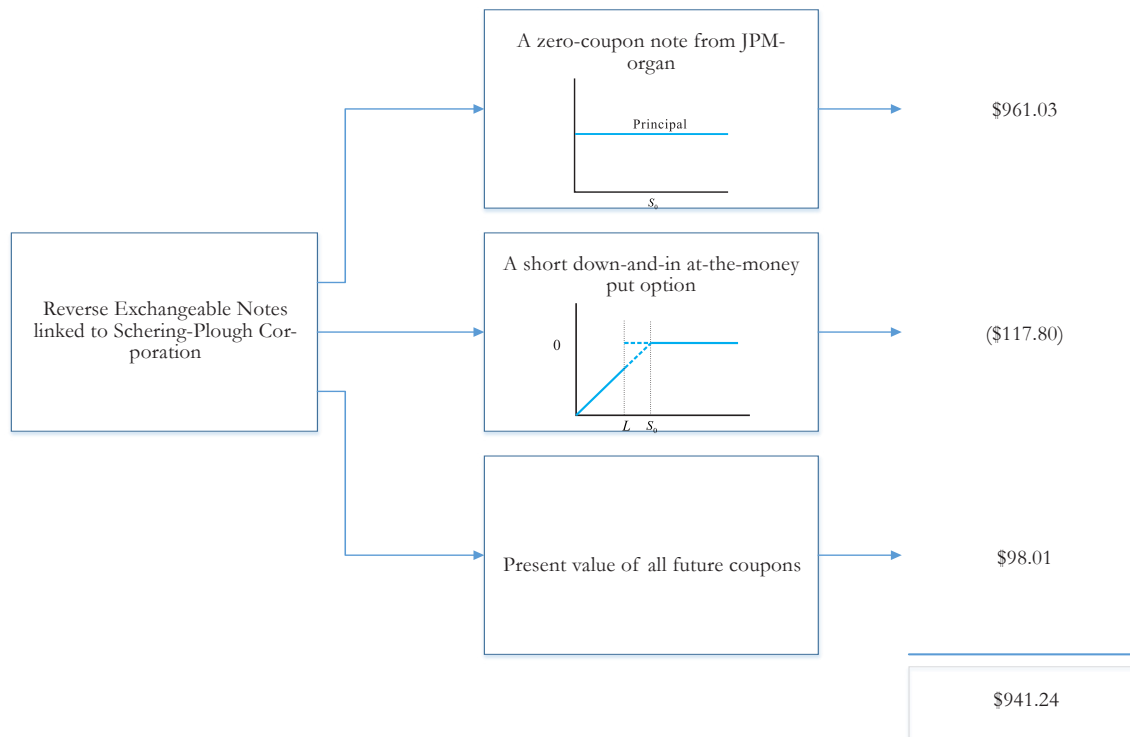 A zero-coupon note from JPM-
organ
Principal
S₀
$961.03
Reverse Exchangeable Notes
linked to Schering-Plough Cor-
poration
A short down-and-in at-the-money
put option
0
L S₀
($117.80)
Present value of all future coupons
$98.01
$941.24